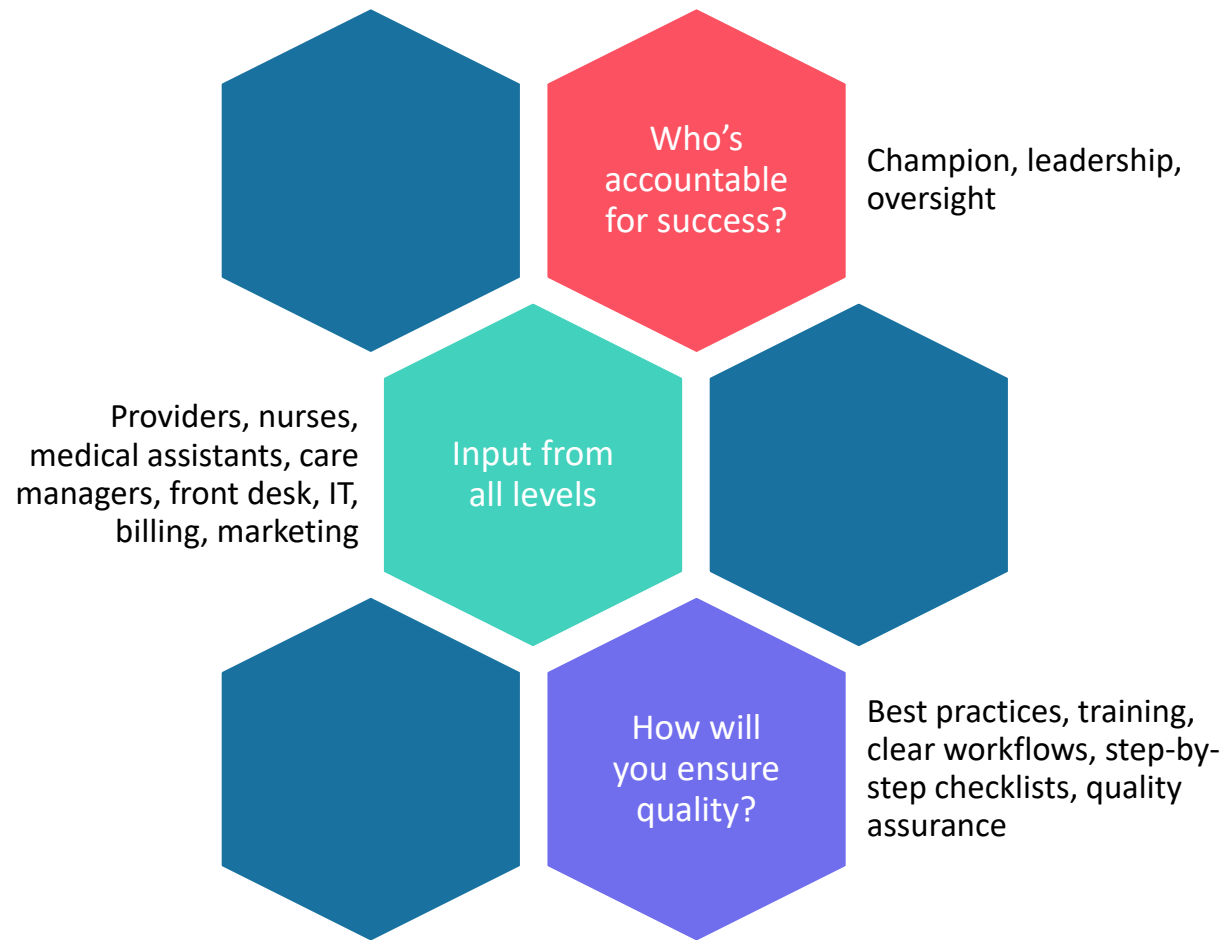 Who’s
accountable
for success?
Champion, leadership,
oversight
Providers, nurses,
medical assistants, care
managers, front desk, IT,
billing, marketing
Input from
all levels
How will
you ensure
quality?
Best practices, training,
clear workflows, step-by-
step checklists, quality
assurance